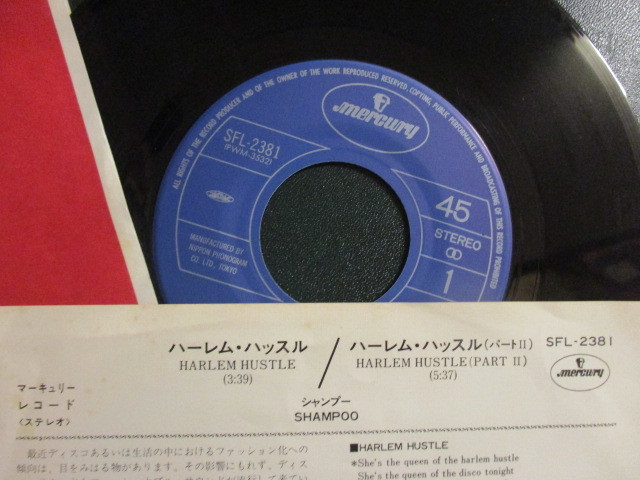 ALL RIGHTS OF THE RECORD PRODUCER AND OF THE OWNER OF THE WORK REPRODUCED RESERVED. COPYING, PUBLIC PERFORMANCE AND BROADCASTING OF THIS RECORD PROHIBITED
mercury
SFL-2381
(PWM-3532)
45
STEREO
1
MANUFACTURED BY
NIPPON PHONOGRAM
CO. LTD., TOKYO
ハーレム・ハッスル
HARLEM HUSTLE
(3:39)
ハーレム・ハッスル(パートII)
HARLEM HUSTLE (PART II)
(5:37)
SFL-2381
mercury
マーキュリー
レコード
〈ステレオ〉
シャンプー
SHAMPOO
最近ディスコあるいは生活の中におけるファッション化への
傾向は、目をみはる物があります。その影響にもれず、ディス
■HARLEM HUSTLE
*She's the queen of the harlem hustle
She's the queen of the disco tonight